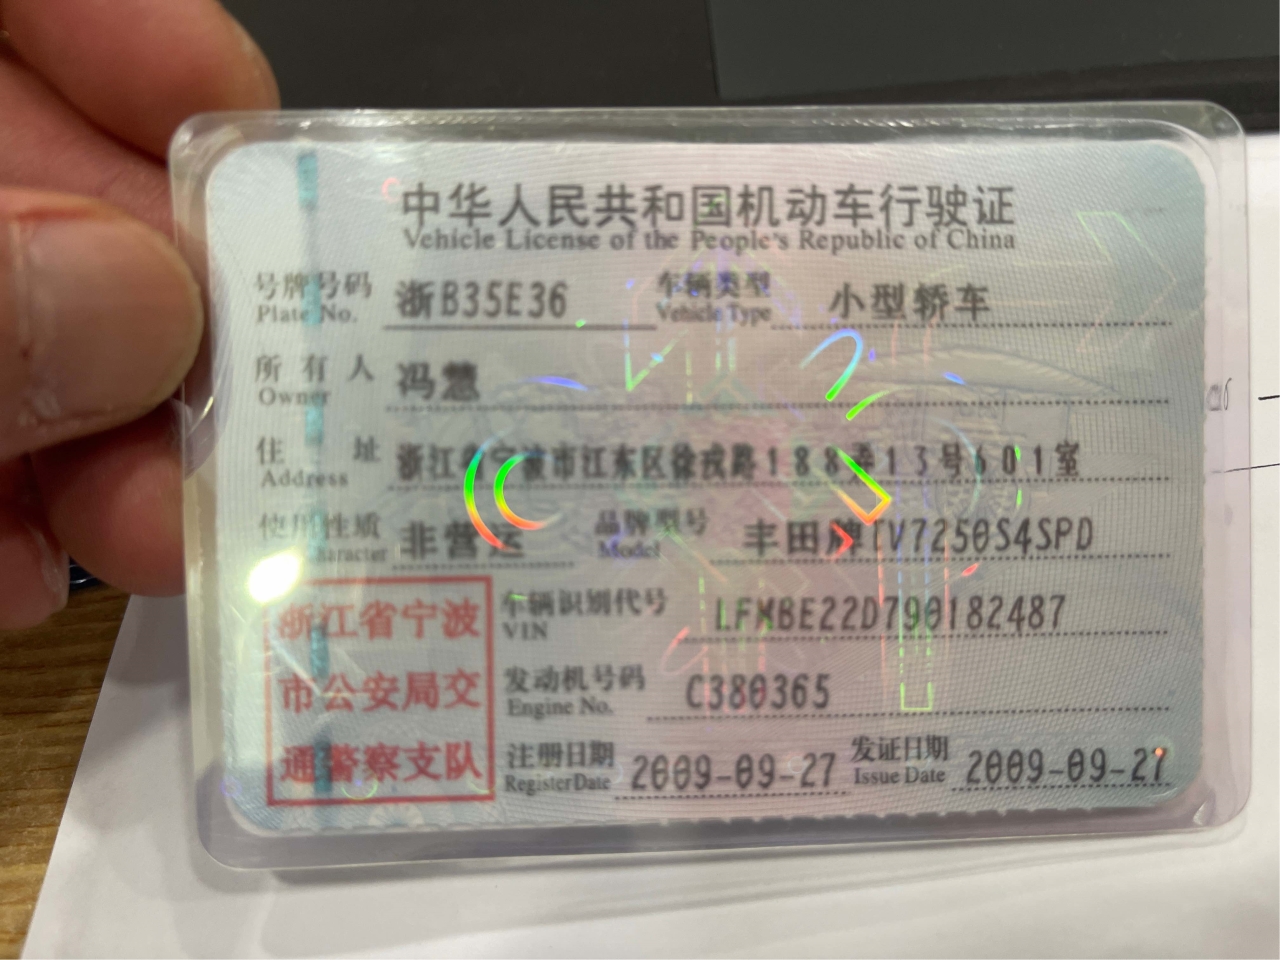 中华人民共和国机动车行驶证
Vehicle License of the People's Republic of China
号牌号码 浙B35E36 车辆类型 小型轿车
Plate No. Vehicle Type
所有人 冯慧
Owner
住址 浙江省宁波市江东区徐戎路188弄13号601室
Address
使用性质 非营运 品牌型号 丰田牌TV7250S4SPD
Character Model
车辆识别代号 LFMBE22D790182487
VIN
发动机号码 C380365
Engine No.
注册日期 2009-09-27 发证日期 2009-09-27
Register Date Issue Date
浙江省宁波
市公安局交
通警察支队